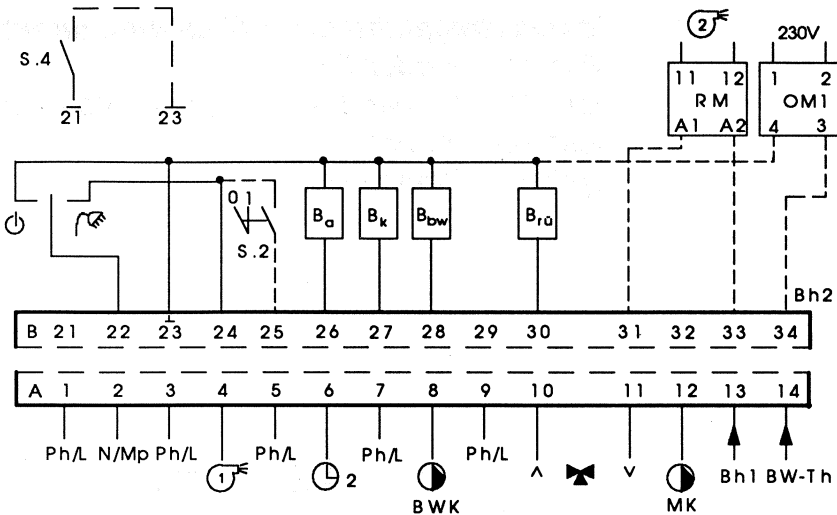 2 230V
S.4 11 12 1 2
RM OM1
21 23 A1 A2 4 3
0 1
Ba Bk Bbw Brü
S.2
Bh2
B 21 22 23 24 25 26 27 28 29 30 31 32 33 34
A 1 2 3 4 5 6 7 8 9 10 11 12 13 14
Ph/L N/Mp Ph/L 1 Ph/L 2 Ph/L Ph/L Bh1 BW-Th
BWK MK